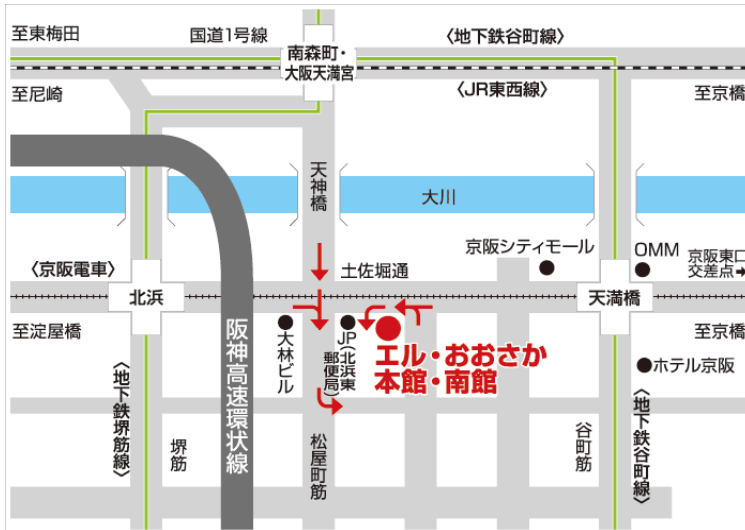 至東梅田
国道1号線
南森町・
大阪天満宮
〈地下鉄谷町線〉
至尼崎
〈JR東西線〉
至京橋
天神橋
大川
京阪シティモール
OMM
京阪東口
交差点➡
〈京阪電車〉
土佐堀通
北浜
天満橋
至淀屋橋
阪神高速環状線
大林ビル
JP(北浜東
郵便局)
エル・おおさか
本館・南館
至京橋
ホテル京阪
〈地下鉄堺筋線〉
堺筋
松屋町筋
谷町筋
〈地下鉄谷町線〉